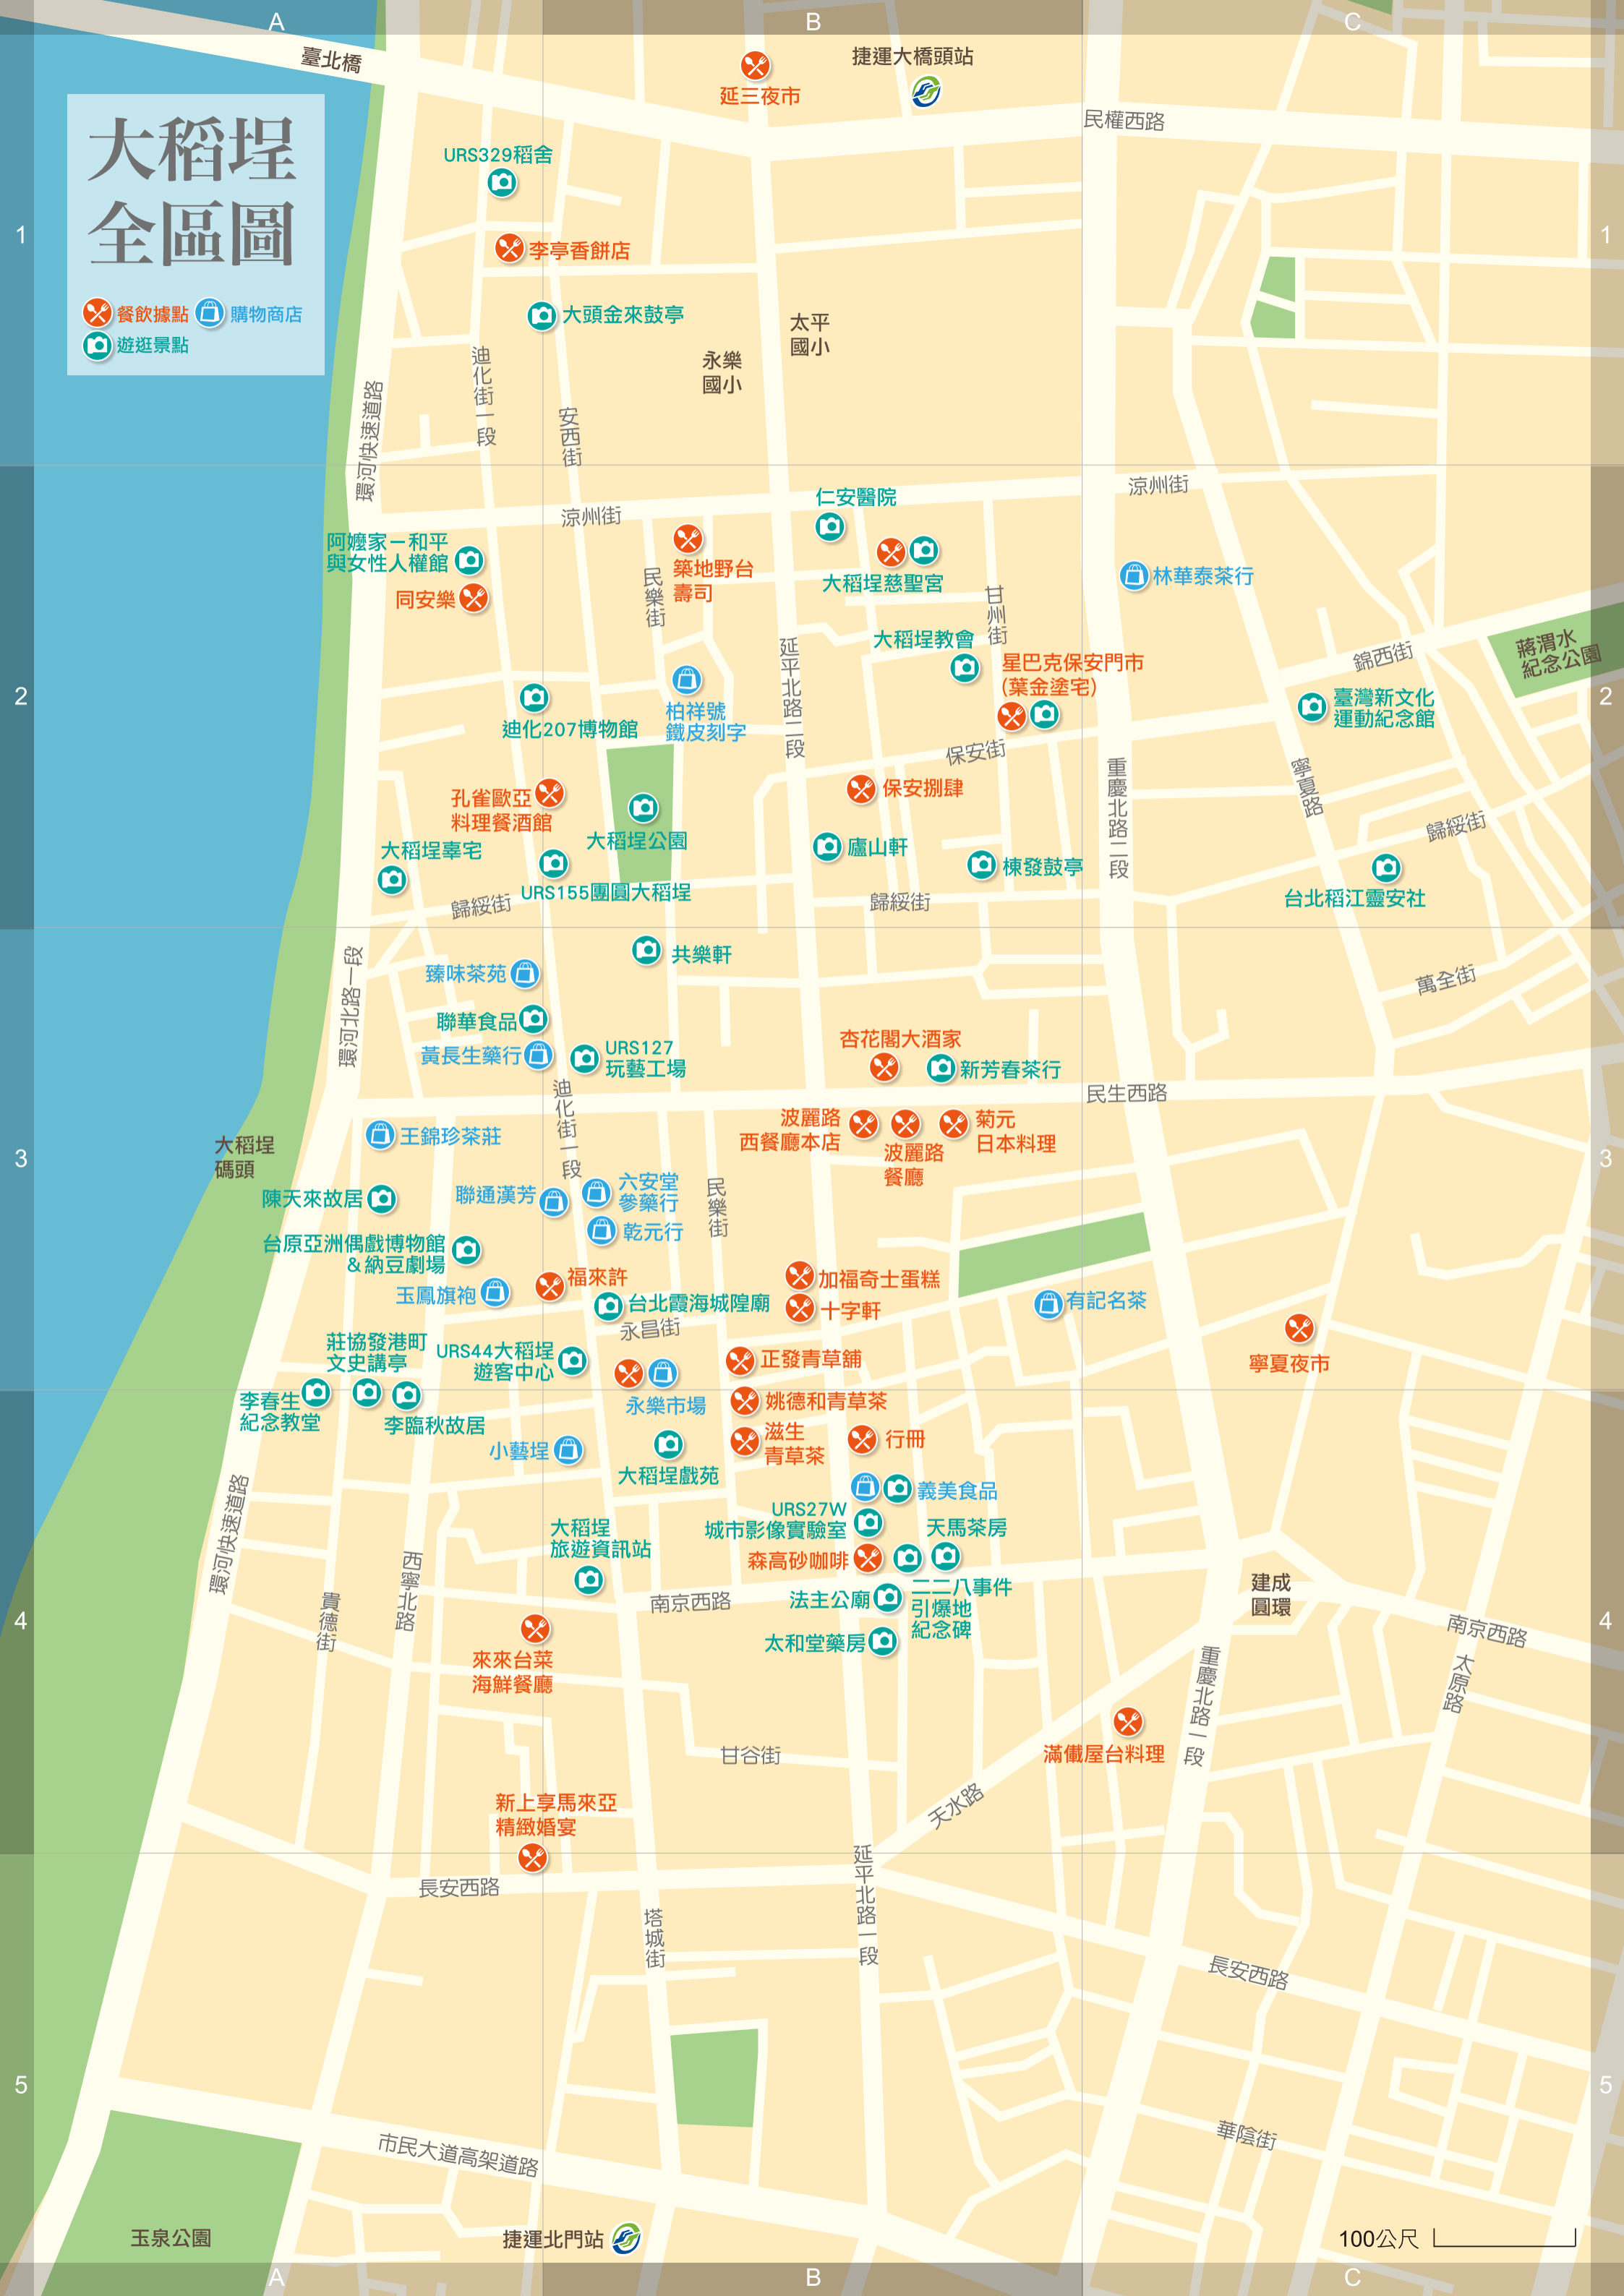 A
B
C
臺北橋
捷運大橋頭站
延三夜市
民權西路
大稻埕
全區圖
餐飲據點
購物商店
遊逛景點
URS329稻舍
1
1
李亭香餅店
大頭金來鼓亭
太平
國小
永樂
國小
迪化街一段
環河快速道路
安西街
涼州街
涼州街
仁安醫院
阿嬤家－和平
與女性人權館
築地野台
壽司
民樂街
大稻埕慈聖宮
林華泰茶行
同安樂
甘州街
大稻埕教會
延平北路二段
錦西街
蔣渭水
紀念公園
星巴克保安門市
(葉金塗宅)
2
2
柏祥號
鐵皮刻字
迪化207博物館
臺灣新文化
運動紀念館
保安街
重慶北路二段
寧夏路
孔雀歐亞
料理餐酒館
保安捌肆
大稻埕公園
歸綏街
大稻埕辜宅
廬山軒
棟發鼓亭
URS155團圓大稻埕
台北稻江靈安社
歸綏街
歸綏街
共樂軒
臻味茶苑
萬全街
環河北路一段
聯華食品
黃長生藥行
URS127
玩藝工場
杏花閣大酒家
新芳春茶行
迪化街一段
民生西路
王錦珍茶莊
大稻埕
碼頭
波麗路
西餐廳本店
波麗路
餐廳
菊元
日本料理
3
3
陳天來故居
聯通漢芳
六安堂
參藥行
民樂街
乾元行
台原亞洲偶戲博物館
＆納豆劇場
福來許
加福奇士蛋糕
玉鳳旗袍
台北霞海城隍廟
十字軒
有記名茶
永昌街
莊協發港町
文史講亭
URS44大稻埕
遊客中心
正發青草舖
寧夏夜市
李春生
紀念教堂
李臨秋故居
永樂市場
姚德和青草茶
滋生
青草茶
行冊
小藝埕
大稻埕戲苑
環河快速道路
義美食品
URS27W
城市影像實驗室
天馬茶房
大稻埕
旅遊資訊站
森高砂咖啡
西寧北路
貴德街
南京西路
法主公廟
二二八事件
引爆地
紀念碑
建成
圓環
4
4
太和堂藥房
南京西路
來來台菜
海鮮餐廳
重慶北路一段
太原路
甘谷街
滿儎屋台料理
天水路
新上享馬來亞
精緻婚宴
延平北路一段
長安西路
塔城街
長安西路
5
5
華陰街
市民大道高架道路
玉泉公園
捷運北門站
100公尺
A
B
C